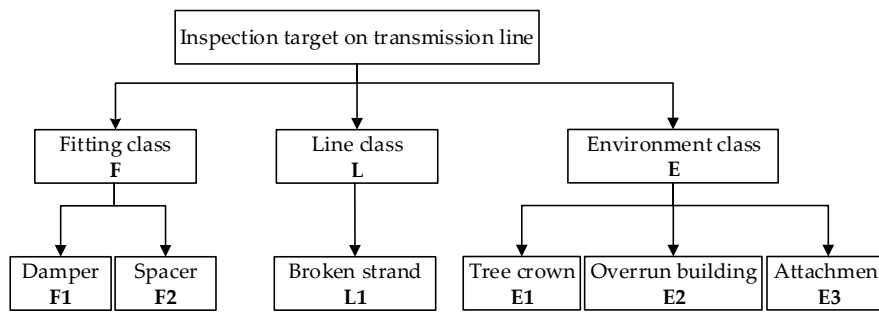 Inspection target on transmission line
Fitting class
F
Line class
L
Environment class
E
Damper
F1
Spacer
F2
Broken strand
L1
Tree crown
E1
Overrun building
E2
Attachmen
E3